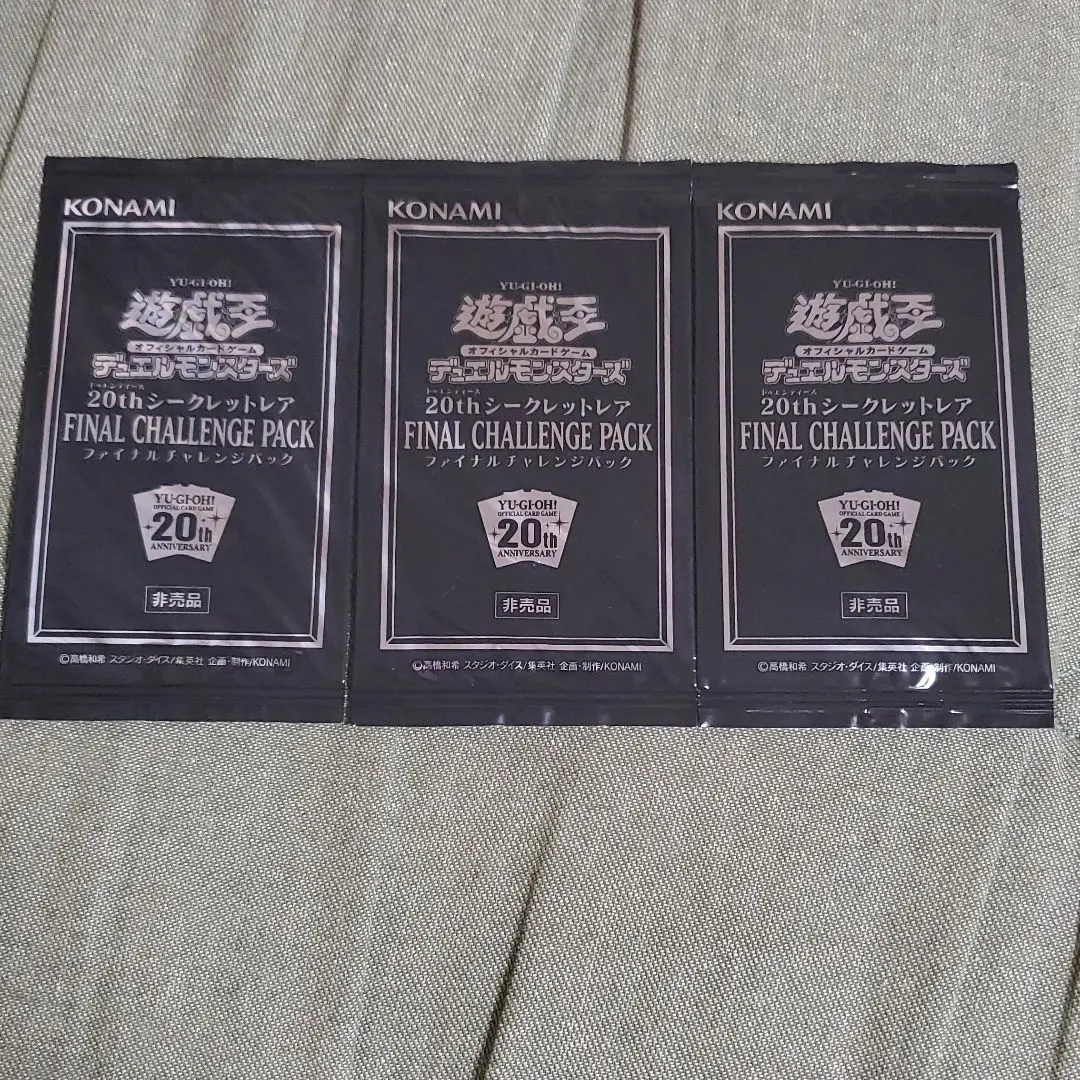 KONAMI
YU-GI-OH!
遊戯王
オフィシャルカードゲーム
デュエルモンスターズ
トゥエンティース
20thシークレットレア
FINAL CHALLENGE PACK
ファイナルチャレンジパック
YU-GI-OH!
OFFICIAL CARD GAME
20th
ANNIVERSARY
非売品
©高橋和希 スタジオ・ダイス/集英社 企画・制作/KONAMI
KONAMI
YU-GI-OH!
遊戯王
オフィシャルカードゲーム
デュエルモンスターズ
トゥエンティース
20thシークレットレア
FINAL CHALLENGE PACK
ファイナルチャレンジパック
YU-GI-OH!
OFFICIAL CARD GAME
20th
ANNIVERSARY
非売品
©高橋和希 スタジオ・ダイス/集英社 企画・制作/KONAMI
KONAMI
YU-GI-OH!
遊戯王
オフィシャルカードゲーム
デュエルモンスターズ
トゥエンティース
20thシークレットレア
FINAL CHALLENGE PACK
ファイナルチャレンジパック
YU-GI-OH!
OFFICIAL CARD GAME
20th
ANNIVERSARY
非売品
©高橋和希 スタジオ・ダイス/集英社 企画・制作/KONAMI